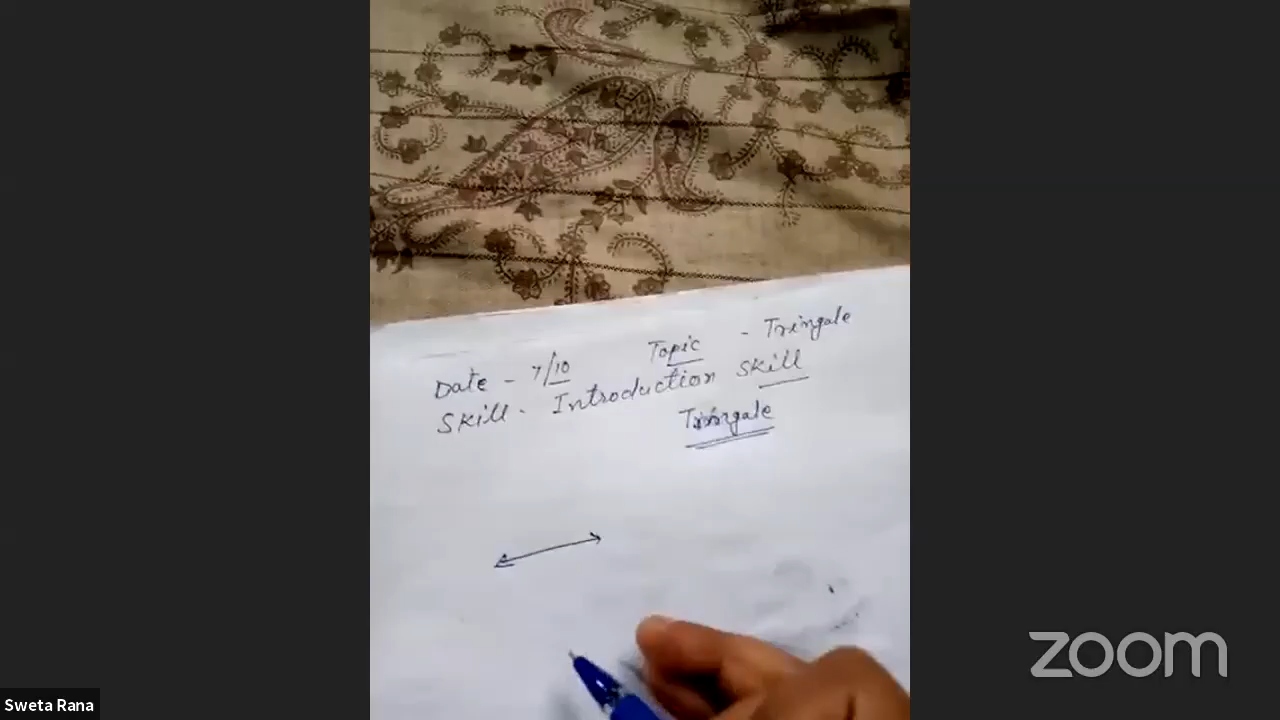 Date - 7/10 Topic - Tringale
Skill - Introduction Skill
Tringale
zoom
Sweta Rana